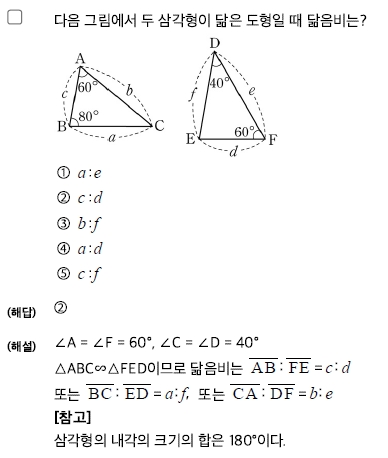 다음 그림에서 두 삼각형이 닮은 도형일 때 닮음비는?
A 60° c b B 80° C a
D 40° f e E 60° F d
① a:e
② c:d
③ b:f
④ a:d
⑤ c:f
(해답) ②
(해설) ∠A = ∠F = 60°, ∠C = ∠D = 40°
△ABC∽△FED이므로 닮음비는 AB : FE = c : d
또는 BC : ED = a:f, 또는 CA : DF = b: e
[참고]
삼각형의 내각의 크기의 합은 180°이다.